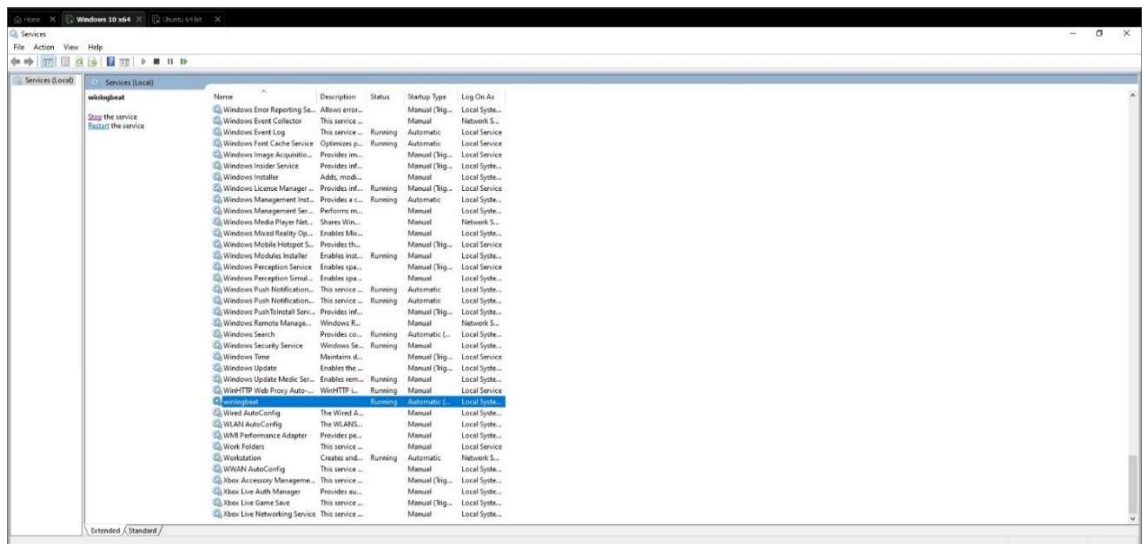 Home Windows 10 x64 Ubuntu 64 bit
Services
File Action View Help
Services (Local)
Services (Local)
winlogbeat
Stop the service
Restart the service
Name Description Status Startup Type Log On As
Windows Error Reporting Se... Allows error... Manual (Trig... Local Syste...
Windows Event Collector This service ... Manual Network S...
Windows Event Log This service ... Running Automatic Local Service
Windows Font Cache Service Optimizes p... Running Automatic Local Service
Windows Image Acquisitio... Provides im... Manual (Trig... Local Service
Windows Insider Service Provides inf... Manual (Trig... Local Syste...
Windows Installer Adds, modi... Manual Local Syste...
Windows License Manager ... Provides inf... Running Manual (Trig... Local Service
Windows Management Inst... Provides a c... Running Automatic Local Syste...
Windows Management Ser... Performs m... Manual Local Syste...
Windows Media Player Net... Shares Win... Manual Network S...
Windows Mixed Reality Op... Enables Mix... Manual Local Syste...
Windows Mobile Hotspot S... Provides th... Manual (Trig... Local Service
Windows Modules Installer Enables inst... Running Manual Local Syste...
Windows Perception Service Enables spa... Manual (Trig... Local Service
Windows Perception Simul... Enables spa... Manual Local Syste...
Windows Push Notification... This service ... Running Automatic Local Syste...
Windows Push Notification... This service ... Running Automatic Local Syste...
Windows PushToInstall Serv... Provides inf... Manual (Trig... Local Syste...
Windows Remote Manage... Windows R... Manual Network S...
Windows Search Provides co... Running Automatic (... Local Syste...
Windows Security Service Windows Se... Running Manual Local Syste...
Windows Time Maintains d... Manual (Trig... Local Service
Windows Update Enables the ... Manual (Trig... Local Syste...
Windows Update Medic Ser... Enables rem... Running Manual Local Syste...
WinHTTP Web Proxy Auto-... WinHTTP i... Running Manual Local Service
winlogbeat Running Automatic (... Local Syste...
Wired AutoConfig The Wired A... Manual Local Syste...
WLAN AutoConfig The WLANS... Manual Local Syste...
WMI Performance Adapter Provides pe... Manual Local Syste...
Work Folders This service ... Manual Local Service
Workstation Creates and... Running Automatic Network S...
WWAN AutoConfig This service ... Manual Local Syste...
Xbox Accessory Manageme... This service ... Manual (Trig... Local Syste...
Xbox Live Auth Manager Provides au... Manual Local Syste...
Xbox Live Game Save This service ... Manual (Trig... Local Syste...
Xbox Live Networking Service This service ... Manual Local Syste...
Extended Standard